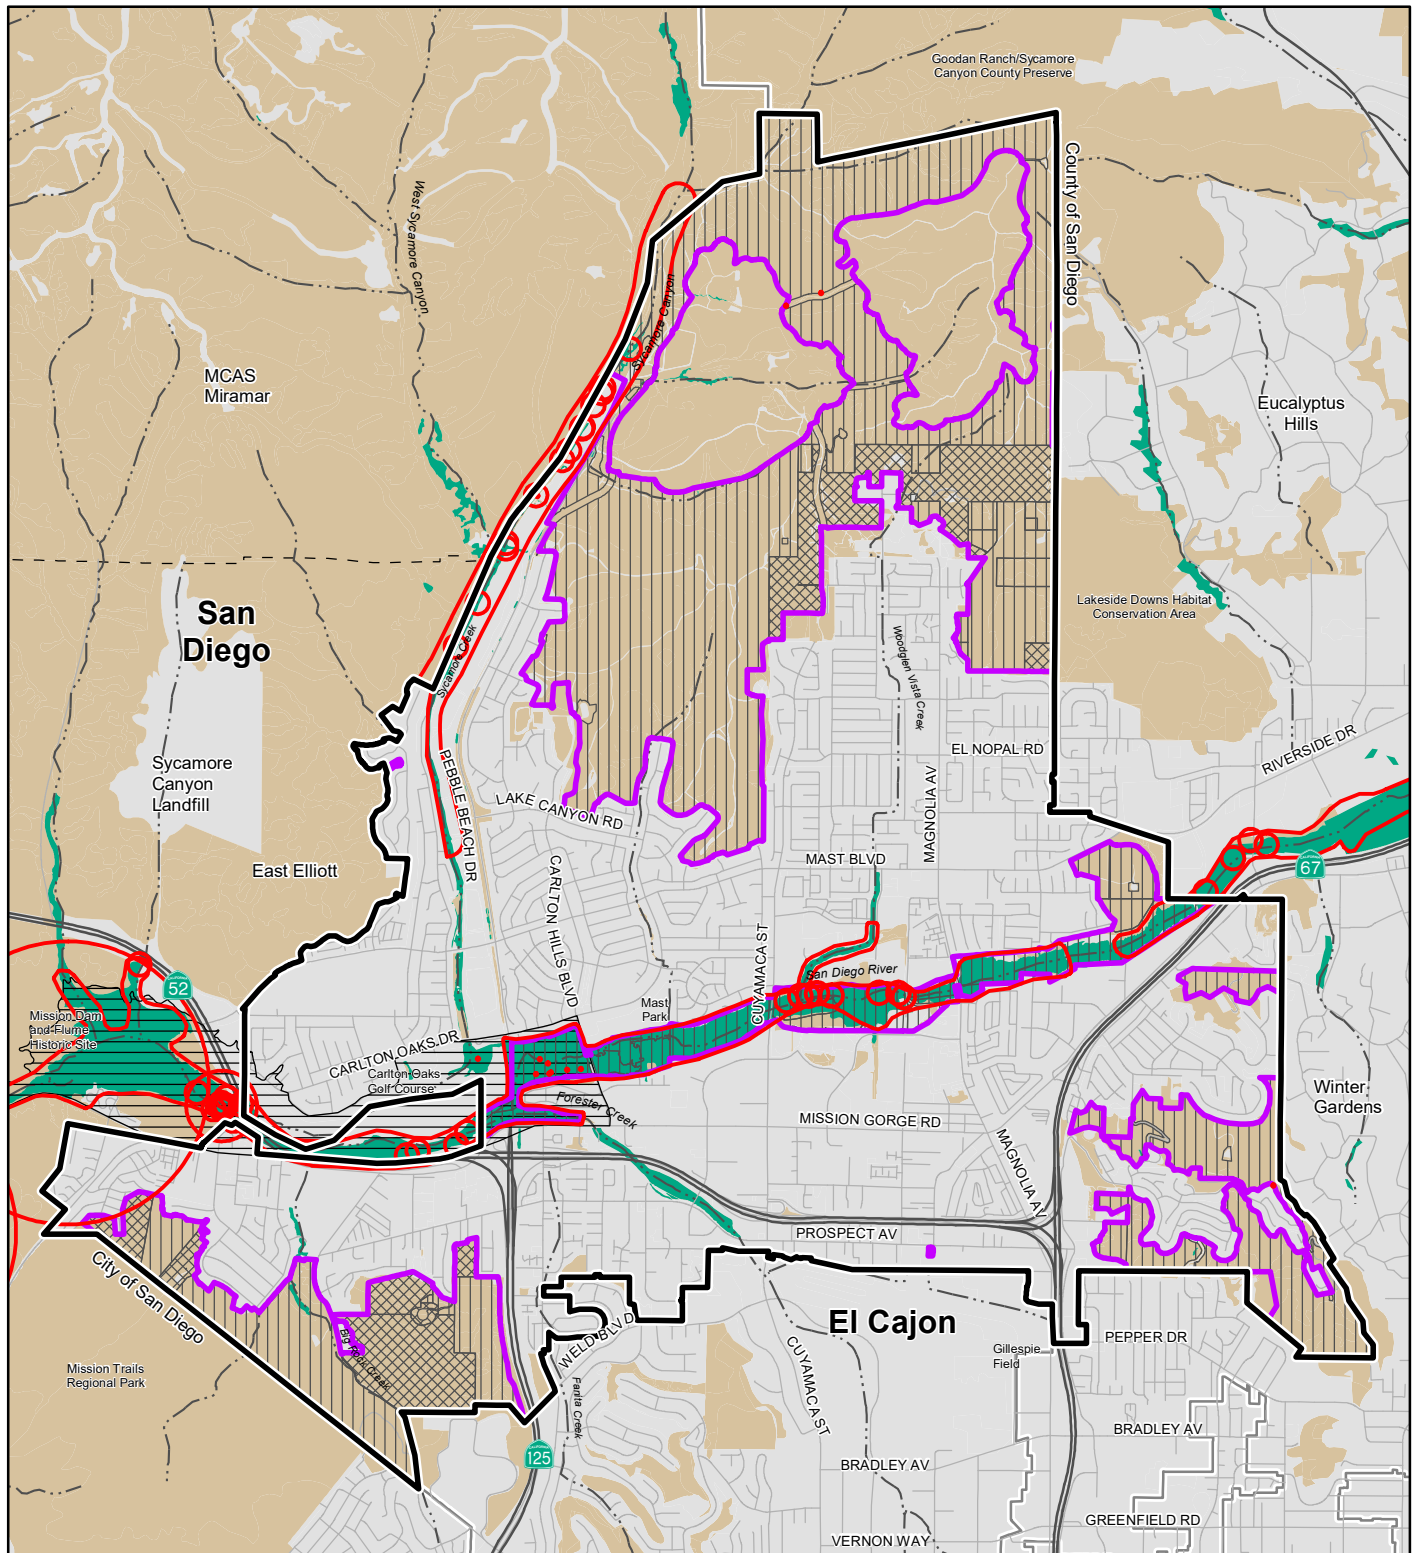 Goodan Ranch/Sycamore
Canyon County Preserve
County of San Diego
West Sycamore Canyon
Sycamore Canyon
MCAS
Miramar
Eucalyptus
Hills
San
Diego
Lakeside Downs Habitat
Conservation Area
Sycamore Creek
Woodglen Vista Creek
EL NOPAL RD
RIVERSIDE DR
Sycamore
Canyon
Landfill
PEBBLE BEACH DR
LAKE CANYON RD
MAGNOLIA AV
MAST BLVD
East Elliott
CARLTON HILLS BLVD
CALIFORNIA
67
CUYAMACA ST
San Diego River
CALIFORNIA
52
Mast
Park
Mission Dam
and Flume
Historic Site
CARLTON OAKS DR
Carlton Oaks
Golf Course
Forester Creek
MISSION GORGE RD
MAGNOLIA AV
Winter
Gardens
PROSPECT AV
City of San Diego
El Cajon
WELD BLVD
CUYAMACA ST
Big Rock Creek
Gillespie
Field
PEPPER DR
Mission Trails
Regional Park
Fanita Creek
BRADLEY AV
CALIFORNIA
125
BRADLEY AV
GREENFIELD RD
VERNON WAY